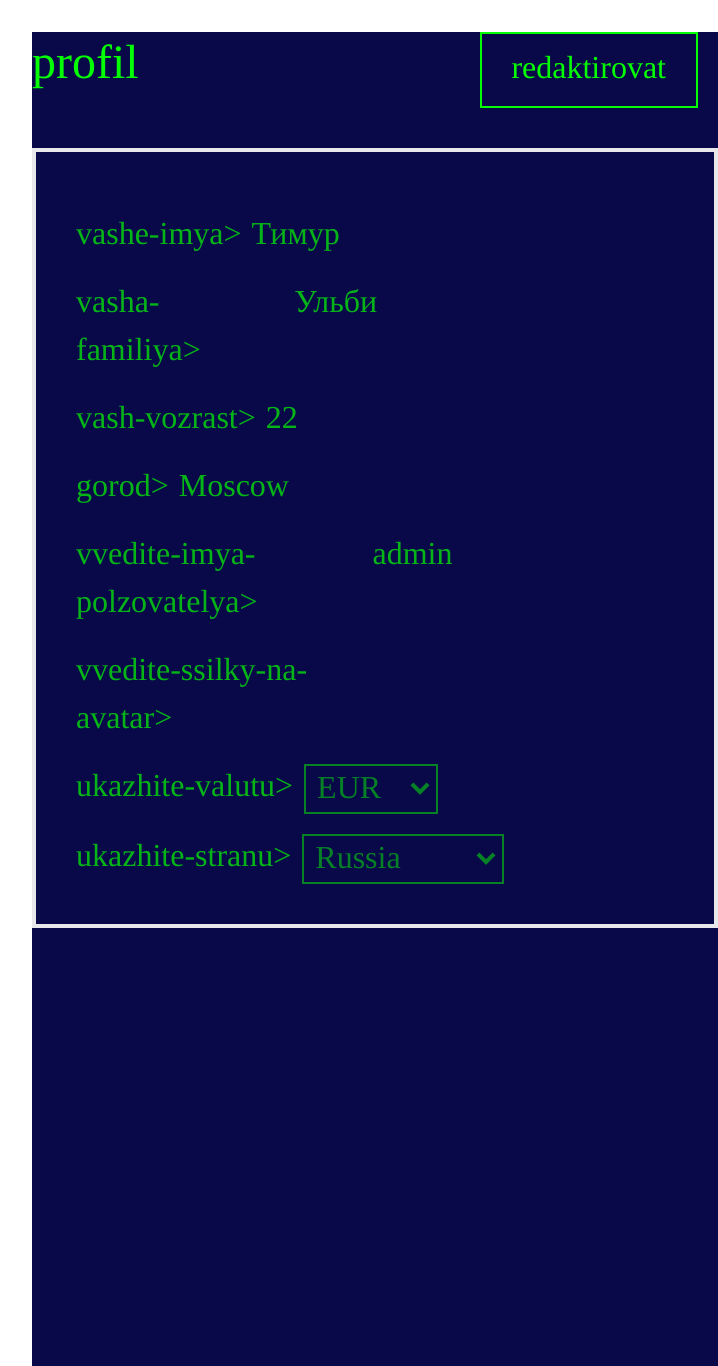 profil
redaktirovat
vashe-imya> Тимур
vasha- Ульби
familiya>
vash-vozrast> 22
gorod> Moscow
vvedite-imya- admin
polzovatelya>
vvedite-ssilky-na-
avatar>
ukazhite-valutu> EUR
ukazhite-stranu> Russia